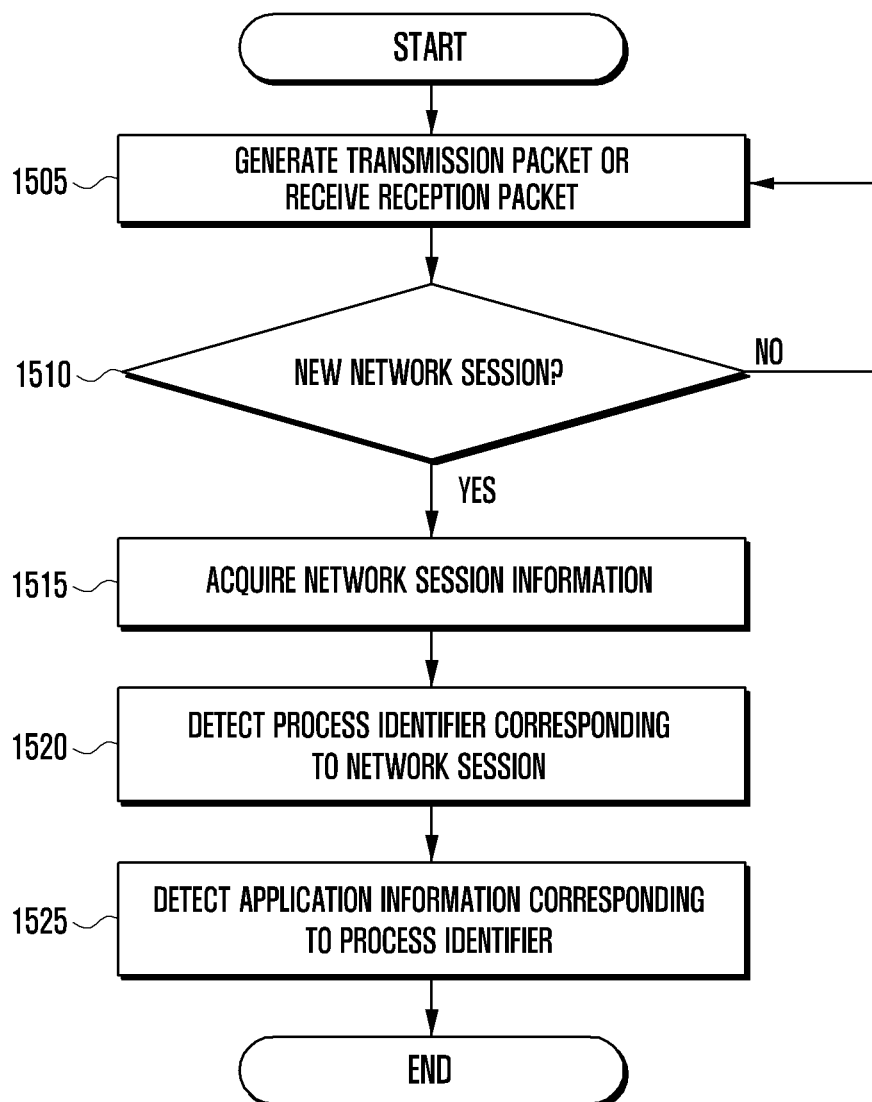 START
1505
GENERATE TRANSMISSION PACKET OR
RECEIVE RECEPTION PACKET
1510
NEW NETWORK SESSION?
NO
YES
1515
ACQUIRE NETWORK SESSION INFORMATION
1520
DETECT PROCESS IDENTIFIER CORRESPONDING
TO NETWORK SESSION
1525
DETECT APPLICATION INFORMATION CORRESPONDING
TO PROCESS IDENTIFIER
END